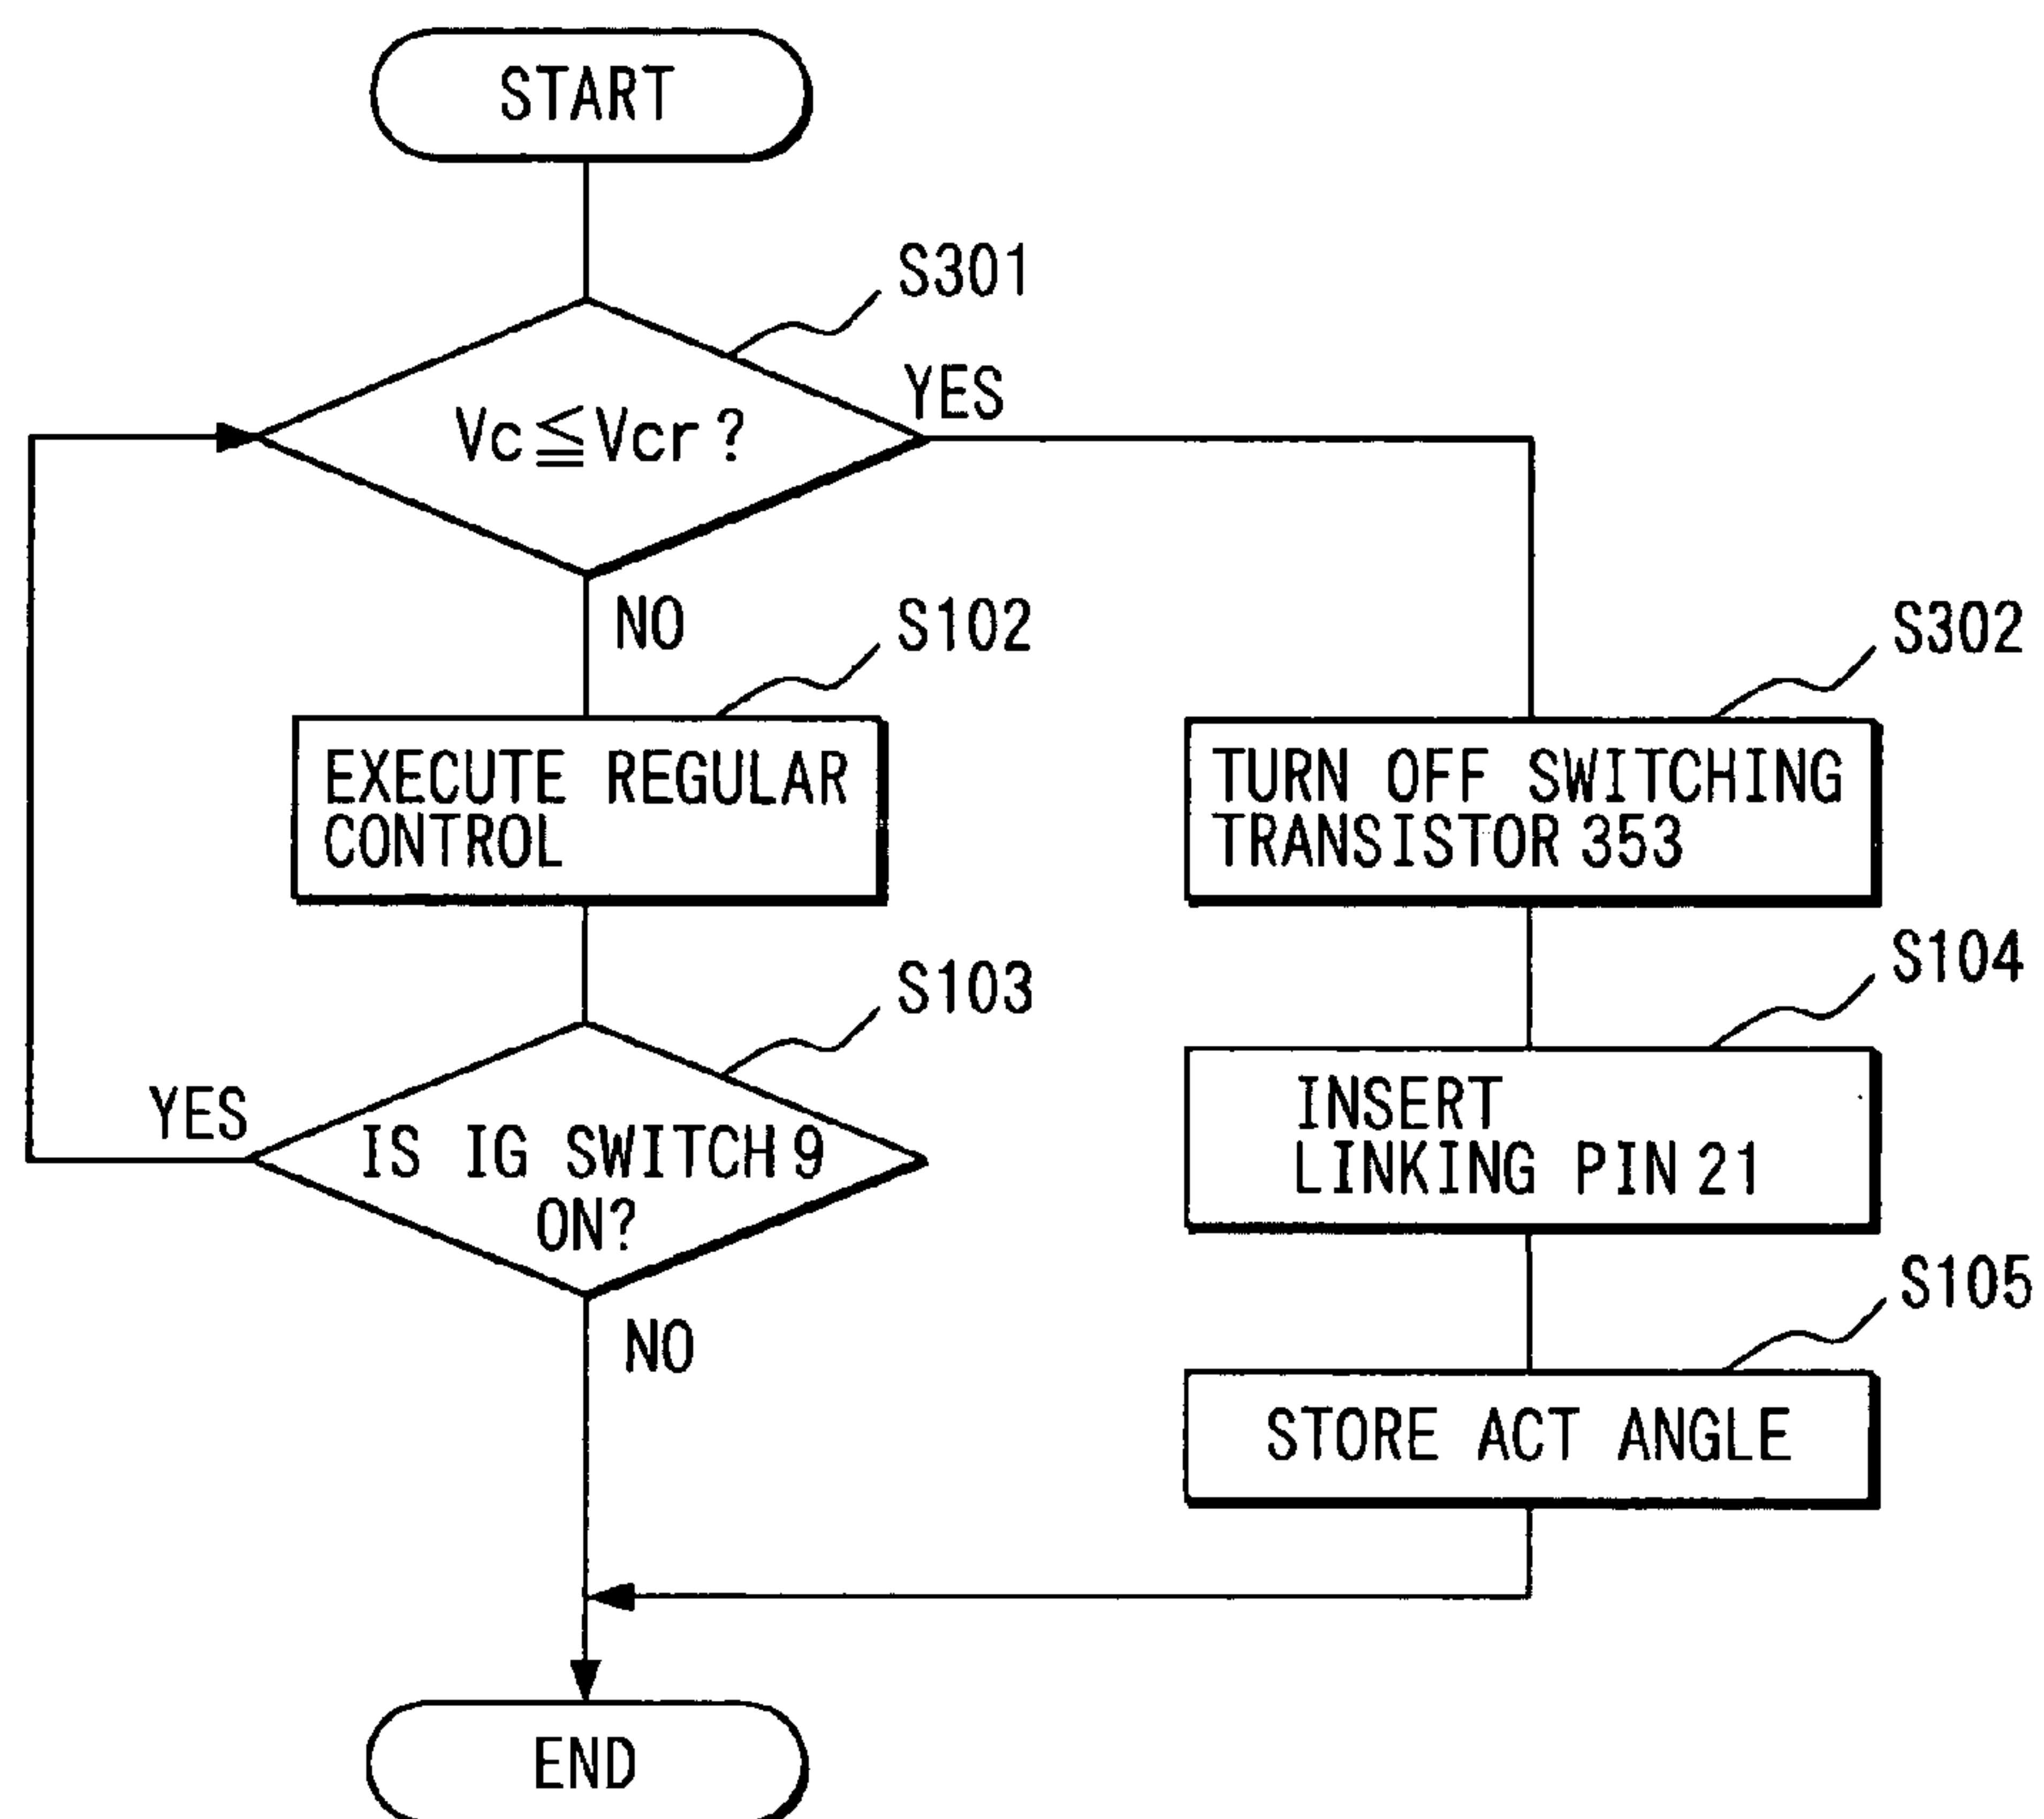 START
S301
YES
Vc≦Vcr?
NO
S102
S302
EXECUTE REGULAR
CONTROL
TURN OFF SWITCHING
TRANSISTOR 353
S103
S104
YES
IS IG SWITCH 9
ON?
INSERT
LINKING PIN 21
NO
S105
STORE ACT ANGLE
END